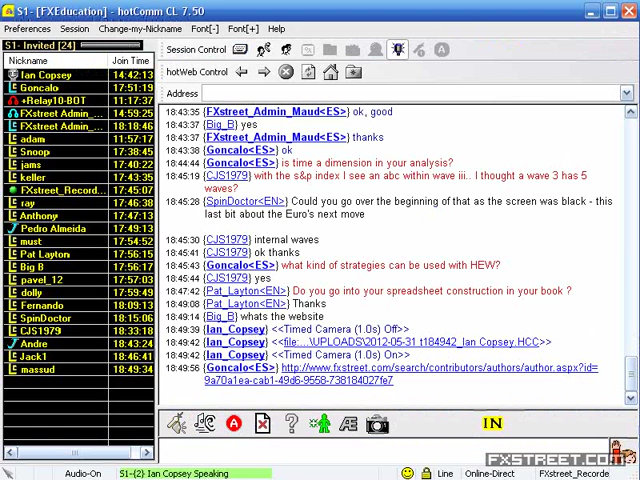 S1- [FXEducation] - hotComm CL 7.50
Preferences Session Change-my-Nickname Font[-] Font[+] Help
S1- Invited [24]
Nickname Join Time
Ian Copsey 14:42:13
Goncalo 17:51:19
+Relay10-BOT 11:17:37
FXstreet Admin_... 14:59:25
FXstreet Admin_... 18:18:46
adam 11:57:17
Snoop 17:38:45
jams 17:40:22
keller 17:43:35
FXstreet_Recorde... 17:45:07
ray 17:46:38
Anthony 17:47:13
Pedro Almeida 17:49:13
must 17:54:52
Pat Layton 17:56:15
Big B 17:56:17
pavel_12 17:57:03
dolly 17:59:49
Fernando 18:09:13
SpinDoctor 18:15:06
CJS1979 18:33:18
Andre 18:43:24
Jack1 18:46:41
massud 18:49:34
Session Control
hotWeb Control
Address
18:43:35 {FXstreet_Admin_Maud<ES>} ok, good
18:43:37 {Big_B} yes
18:43:37 {FXstreet_Admin_Maud<ES>} thanks
18:43:38 {Goncalo<ES>} ok
18:44:44 {Goncalo<ES>} is time a dimension in your analysis?
18:45:19 {CJS1979} with the s&p index I see an abc within wave iii.. I thought a wave 3 has 5
waves?
18:45:28 {SpinDoctor<EN>} Could you go over the beginning of that as the screen was black - this
last bit about the Euro's next move
18:45:30 {CJS1979} internal waves
18:45:39 {CJS1979} ok thanks
18:45:43 {Goncalo<ES>} what kind of strategies can be used with HEW?
18:45:44 {CJS1979} yes
18:47:42 {Pat_Layton<EN>} Do you go into your spreadsheet construction in your book ?
18:49:08 {Pat_Layton<EN>} Thanks
18:49:14 {Big_B} whats the website
18:49:39 {Ian_Copsey} <<Timed Camera (1.0s) Off>>
18:49:42 {Ian_Copsey} <<file:...\UPLOADS\2012-05-31 t184942_Ian Copsey.HCC>>
18:49:42 {Ian_Copsey} <<Timed Camera (1.0s) On>>
18:49:56 {Goncalo<ES>} http://www.fxstreet.com/search/contributors/authors/author.aspx?id=
9a70a1ea-cab1-49d6-9558-738184027fe7
IN
FXSTREET.COM
Audio-On S1-{2} Ian Copsey Speaking Line Online-Direct FXstreet_Recorde